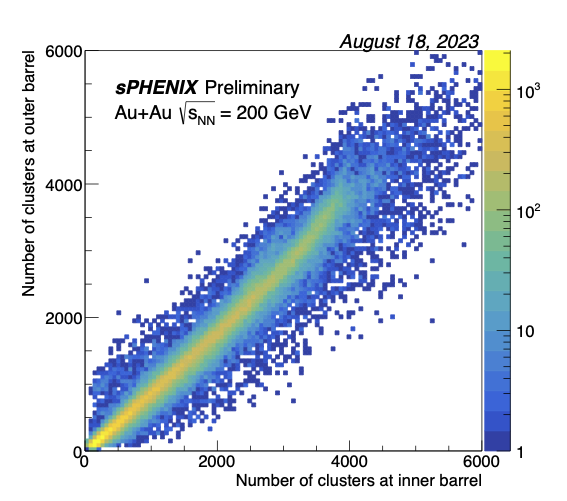 August 18, 2023
6000
sPHENIX Preliminary
Au+Au √sNN = 200 GeV
Number of clusters at outer barrel
4000
2000
0
0 2000 4000 6000
Number of clusters at inner barrel
10³
10²
10
1